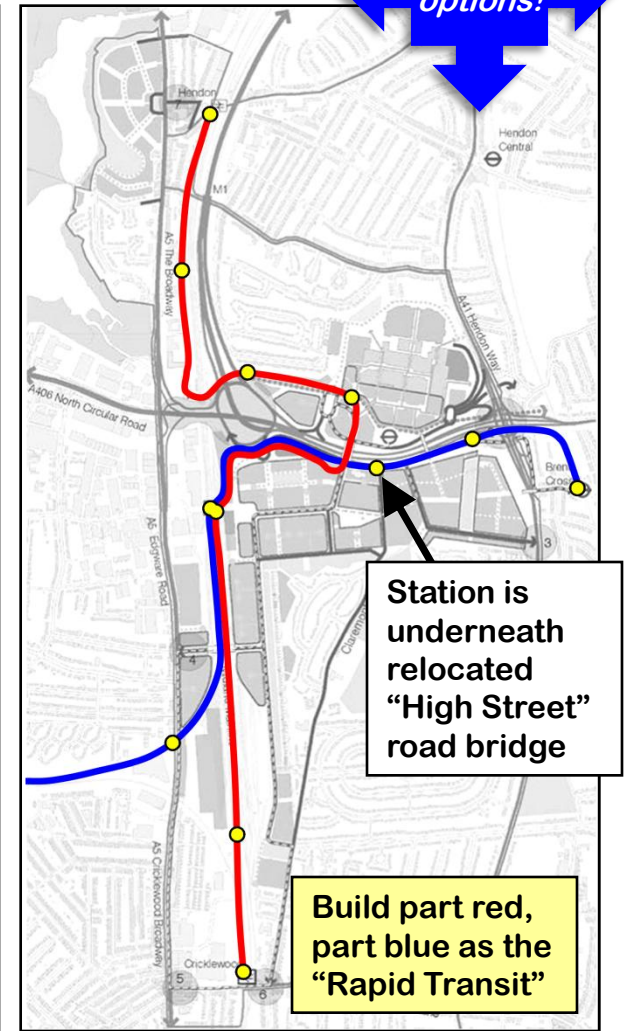 options!
Hendon
7
Hendon
Central
M1
A5 The Broadway
A41 Hendon Way
A406 North Circular Road
Brent
Cross
A5 Edgware Road
3
4
Station is
underneath
relocated
“High Street”
road bridge
A5 Cricklewood Broadway
Build part red,
part blue as the
“Rapid Transit”
Cricklewood
5
6